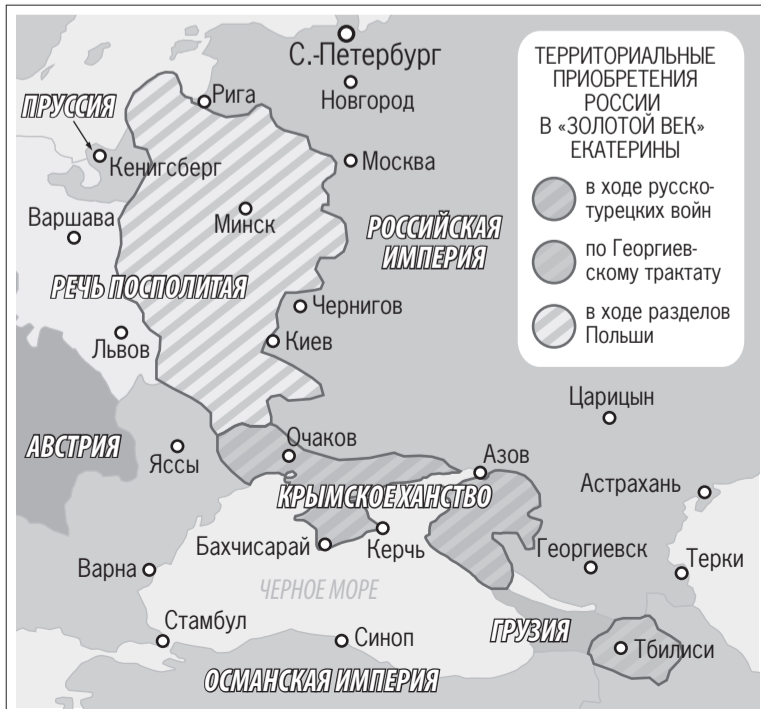 С.-Петербург
Новгород
Рига
ПРУССИЯ
Кенигсберг
Москва
Варшава
Минск
РОССИЙСКАЯ
ИМПЕРИЯ
РЕЧЬ ПОСПОЛИТАЯ
Чернигов
Львов
Киев
ТЕРРИТОРИАЛЬНЫЕ
ПРИОБРЕТЕНИЯ
РОССИИ
В «ЗОЛОТОЙ ВЕК»
ЕКАТЕРИНЫ
в ходе русско-
турецких войн
по Георгиев-
скому трактату
в ходе разделов
Польши
Царицын
АВСТРИЯ
Яссы
Очаков
Азов
Астрахань
КРЫМСКОЕ ХАНСТВО
Бахчисарай
Керчь
Георгиевск
Терки
Варна
ЧЕРНОЕ МОРЕ
Стамбул
Синоп
ГРУЗИЯ
Тбилиси
ОСМАНСКАЯ ИМПЕРИЯ